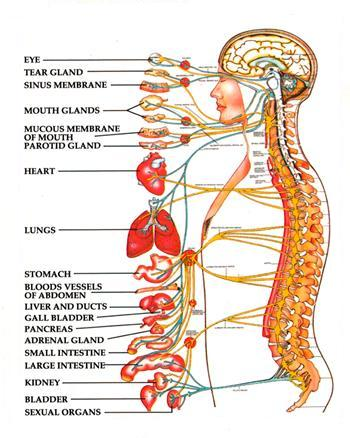 EYE
TEAR GLAND
SINUS MEMBRANE
MOUTH GLANDS
MUCOUS MEMBRANE
OF MOUTH
PAROTID GLAND
HEART
LUNGS
STOMACH
BLOODS VESSELS
OF ABDOMEN
LIVER AND DUCTS
GALL BLADDER
PANCREAS
ADRENAL GLAND
SMALL INTESTINE
LARGE INTESTINE
KIDNEY
BLADDER
SEXUAL ORGANS